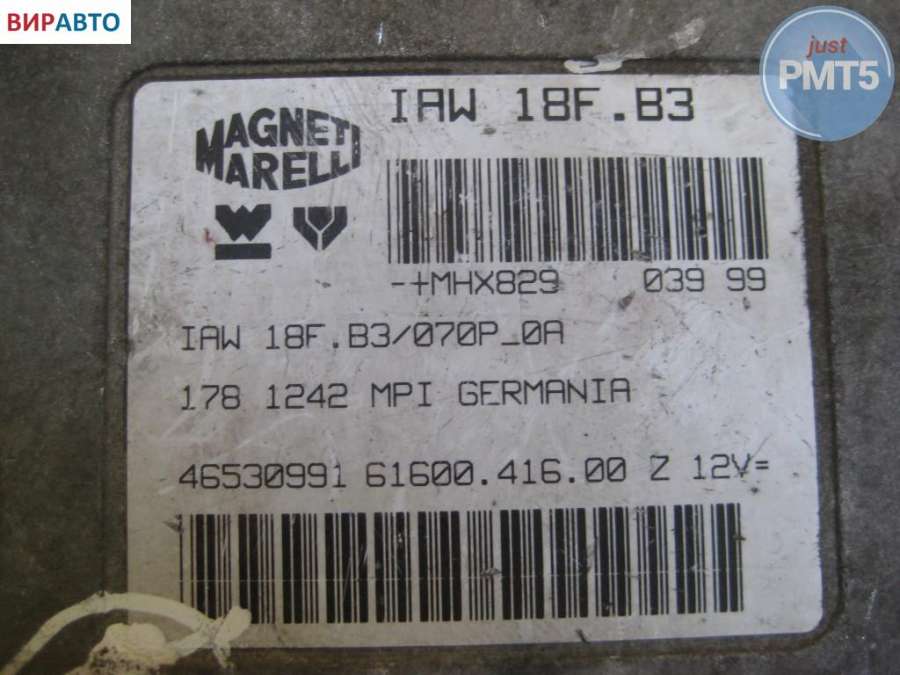 ВИРАВТО
just
PMT5
MAGNETI
MARELLI
IAW 18F.B3
-+MHX829 039 99
IAW 18F.B3/070P_0A
178 1242 MPI GERMANIA
46530991 61600.416.00 Z 12V=